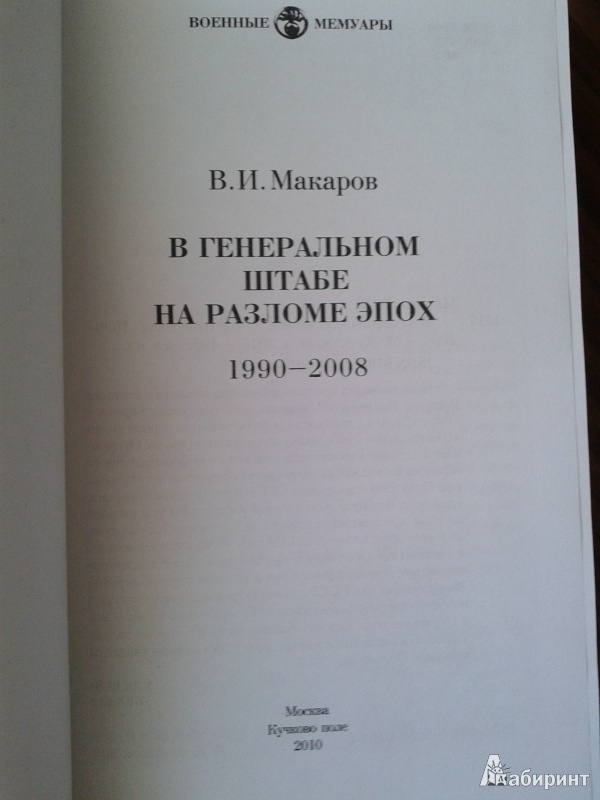 ВОЕННЫЕ МЕМУАРЫ
В.И. Макаров
В ГЕНЕРАЛЬНОМ
ШТАБЕ
НА РАЗЛОМЕ ЭПОХ
1990–2008
Москва
Кучково поле
2010
Лабиринт